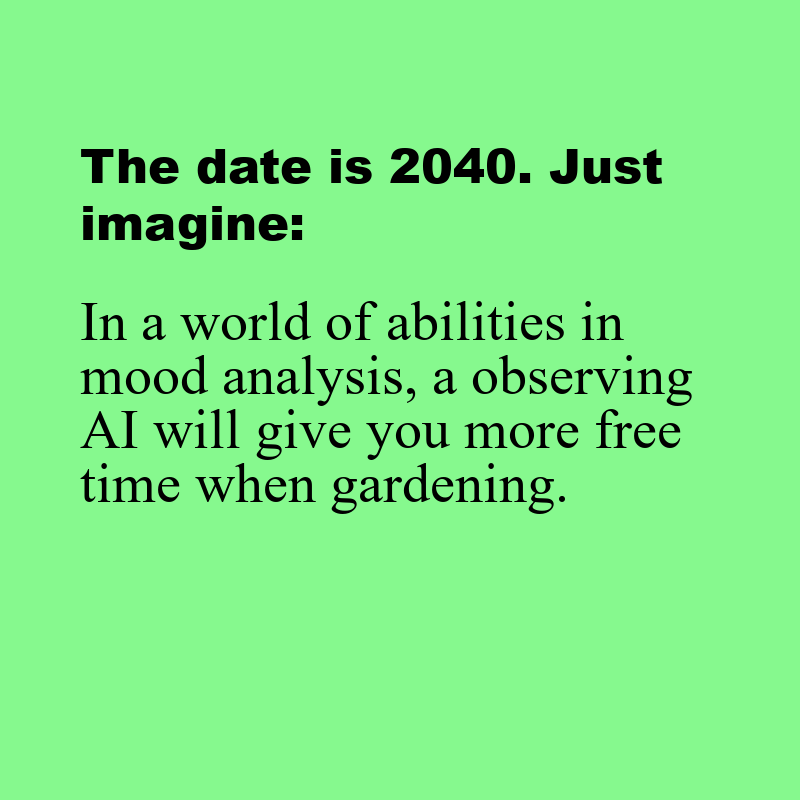 The date is 2040. Just
imagine:
In a world of abilities in
mood analysis, a observing
AI will give you more free
time when gardening.